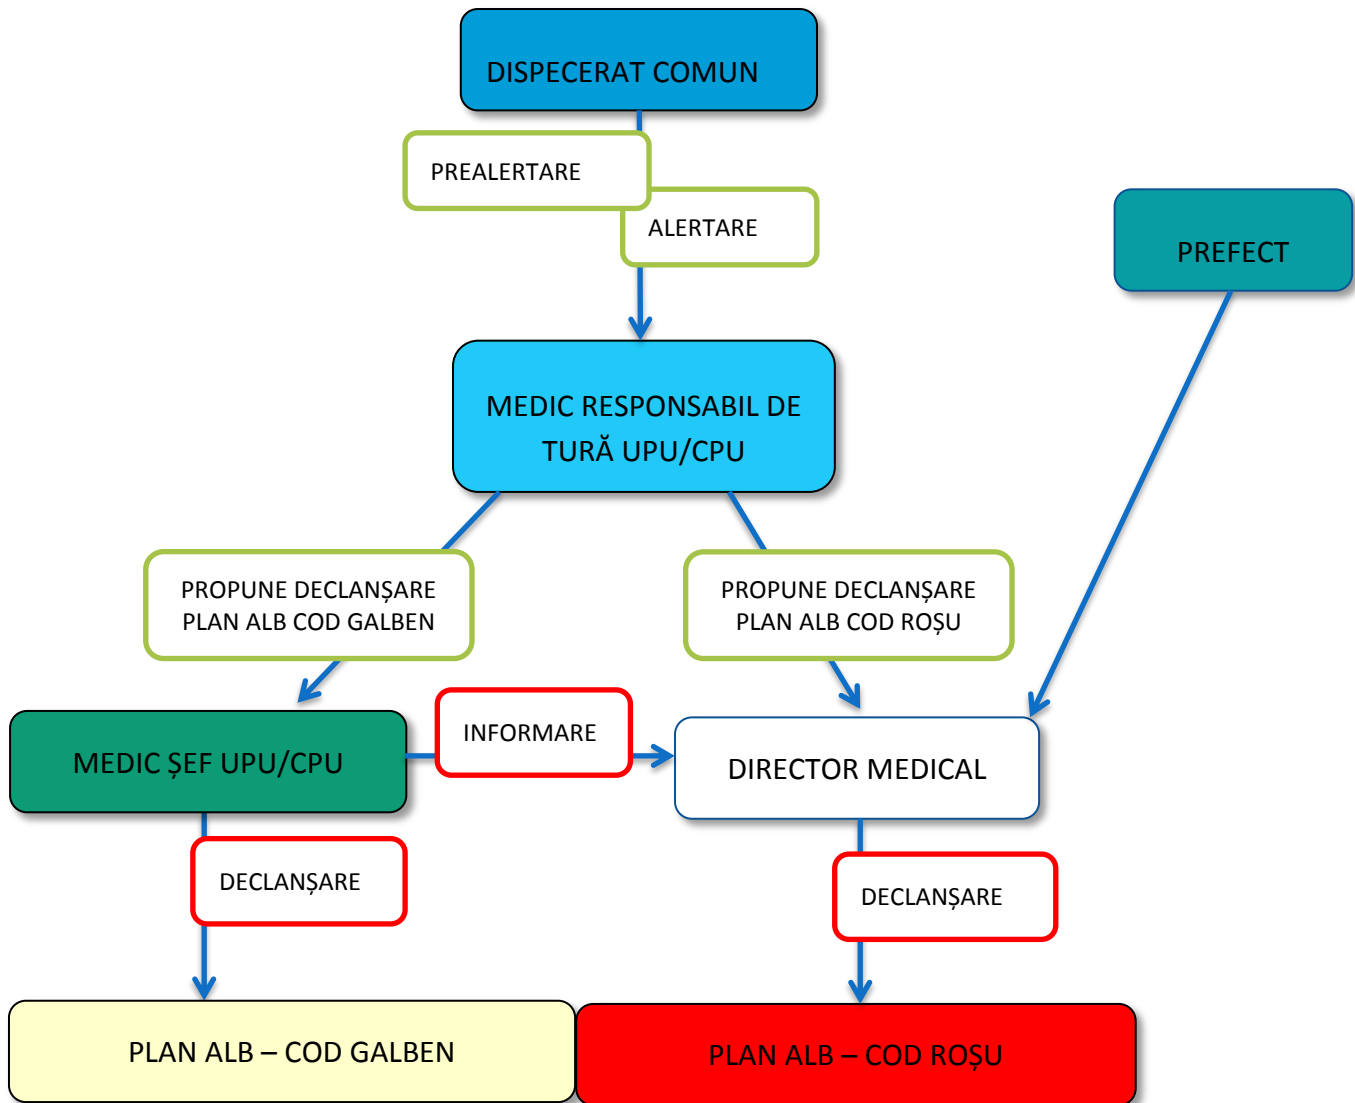 DISPECERAT COMUN
PREALERTARE
ALERTARE
PREFECT
MEDIC RESPONSABIL DE
TURĂ UPU/CPU
PROPUNE DECLANȘARE
PLAN ALB COD GALBEN
PROPUNE DECLANȘARE
PLAN ALB COD ROȘU
MEDIC ȘEF UPU/CPU
INFORMARE
DIRECTOR MEDICAL
DECLANȘARE
DECLANȘARE
PLAN ALB – COD GALBEN
PLAN ALB – COD ROȘU